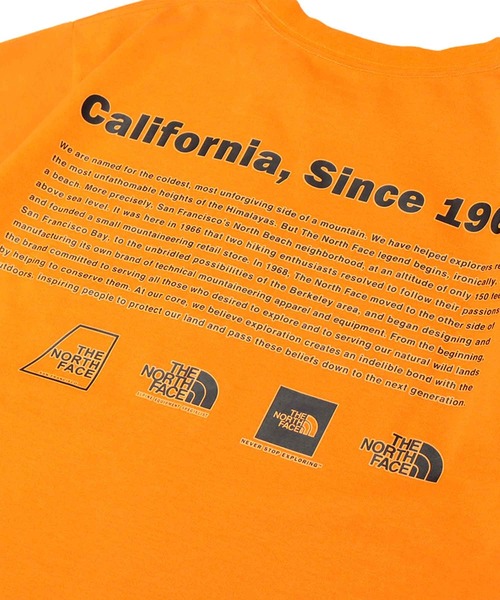 California, Since 196
We are named for the coldest, most unforgiving side of a mountain. We have helped explorers re
the most unfathomable heights of the Himalayas. But The North Face legend begins, ironically,
a beach. More precisely, San Francisco's North Beach neighborhood, at an altitude of only 150 feet
above sea level. It was here in 1966 that two hiking enthusiasts resolved to follow their passions
and founded a small mountaineering retail store. In 1968, The North Face moved to the other side of
San Francisco Bay, to the unbridled possibilities of the Berkeley area, and began designing and
manufacturing its own brand of technical mountaineering apparel and equipment. From the beginning,
the brand committed to serving all those who desired to explore and to serving our natural wild lands
by helping to conserve them. At our core, we believe exploration creates an indelible bond with the
outdoors, inspiring people to protect our land and pass these beliefs down to the next generation.
THE
NORTH
FACE
THE
NORTH
FACE
ALPINE EQUIPMENT SPECIALIST
THE
NORTH
FACE
NEVER STOP EXPLORING™
THE
NORTH
FACE